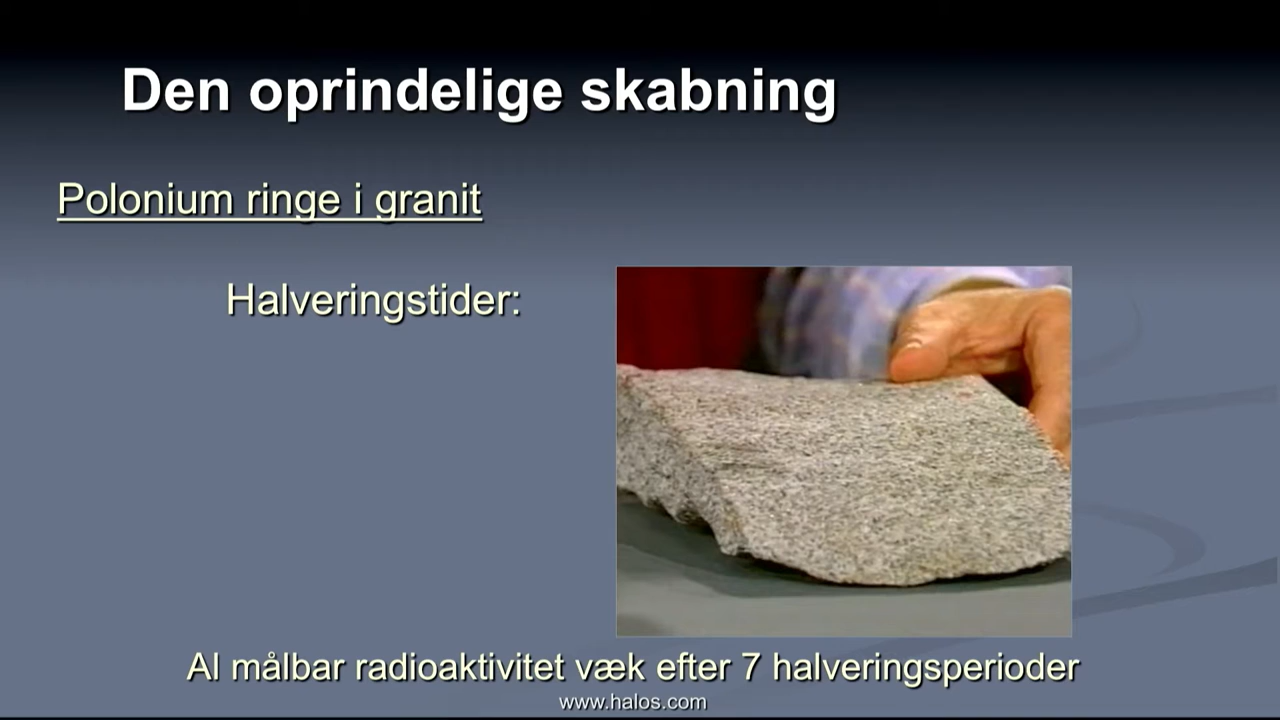 Den oprindelige skabning
Polonium ringe i granit
Halveringstider:
Al målbar radioaktivitet væk efter 7 halveringsperioder
www.halos.com